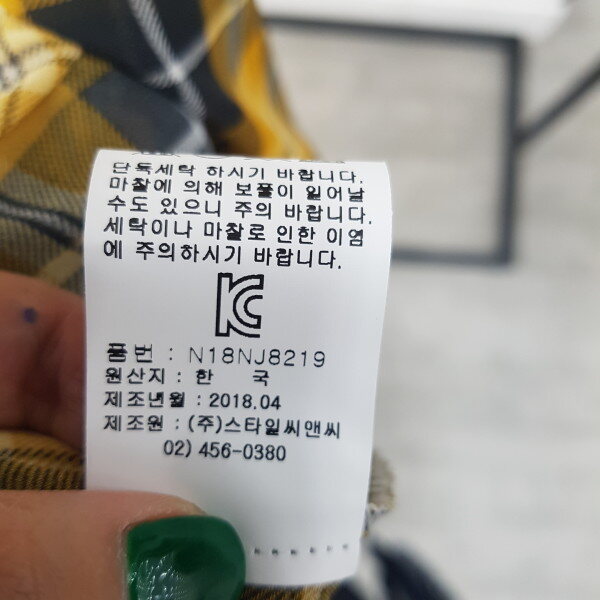 단독세탁 하시기 바랍니다.
마찰에 의해 보풀이 일어날
수도 있으니 주의 바랍니다.
세탁이나 마찰로 인한 이염
에 주의하시기 바랍니다.
KC
품번 : N18NJ8219
원산지 : 한 국
제조년월 : 2018.04
제조원 : (주)스타일씨앤씨
02) 456-0380